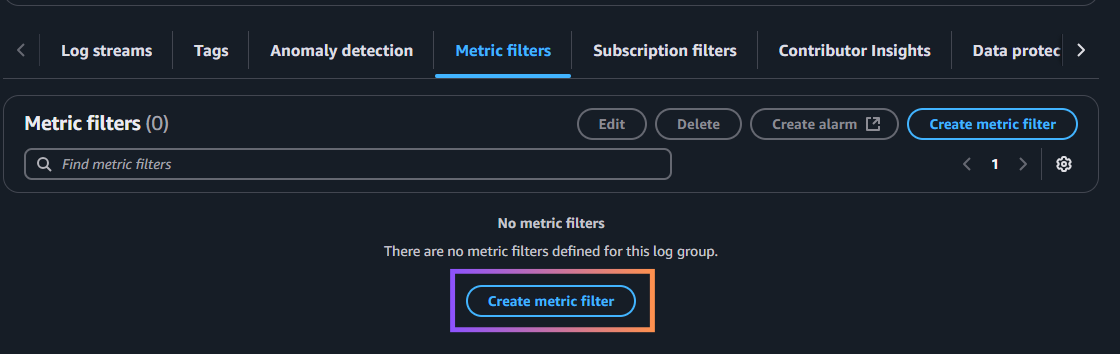 Log streams Tags Anomaly detection Metric filters Subscription filters Contributor Insights Data protec
Metric filters (0) Edit Delete Create alarm Create metric filter
Find metric filters 1
No metric filters
There are no metric filters defined for this log group.
Create metric filter